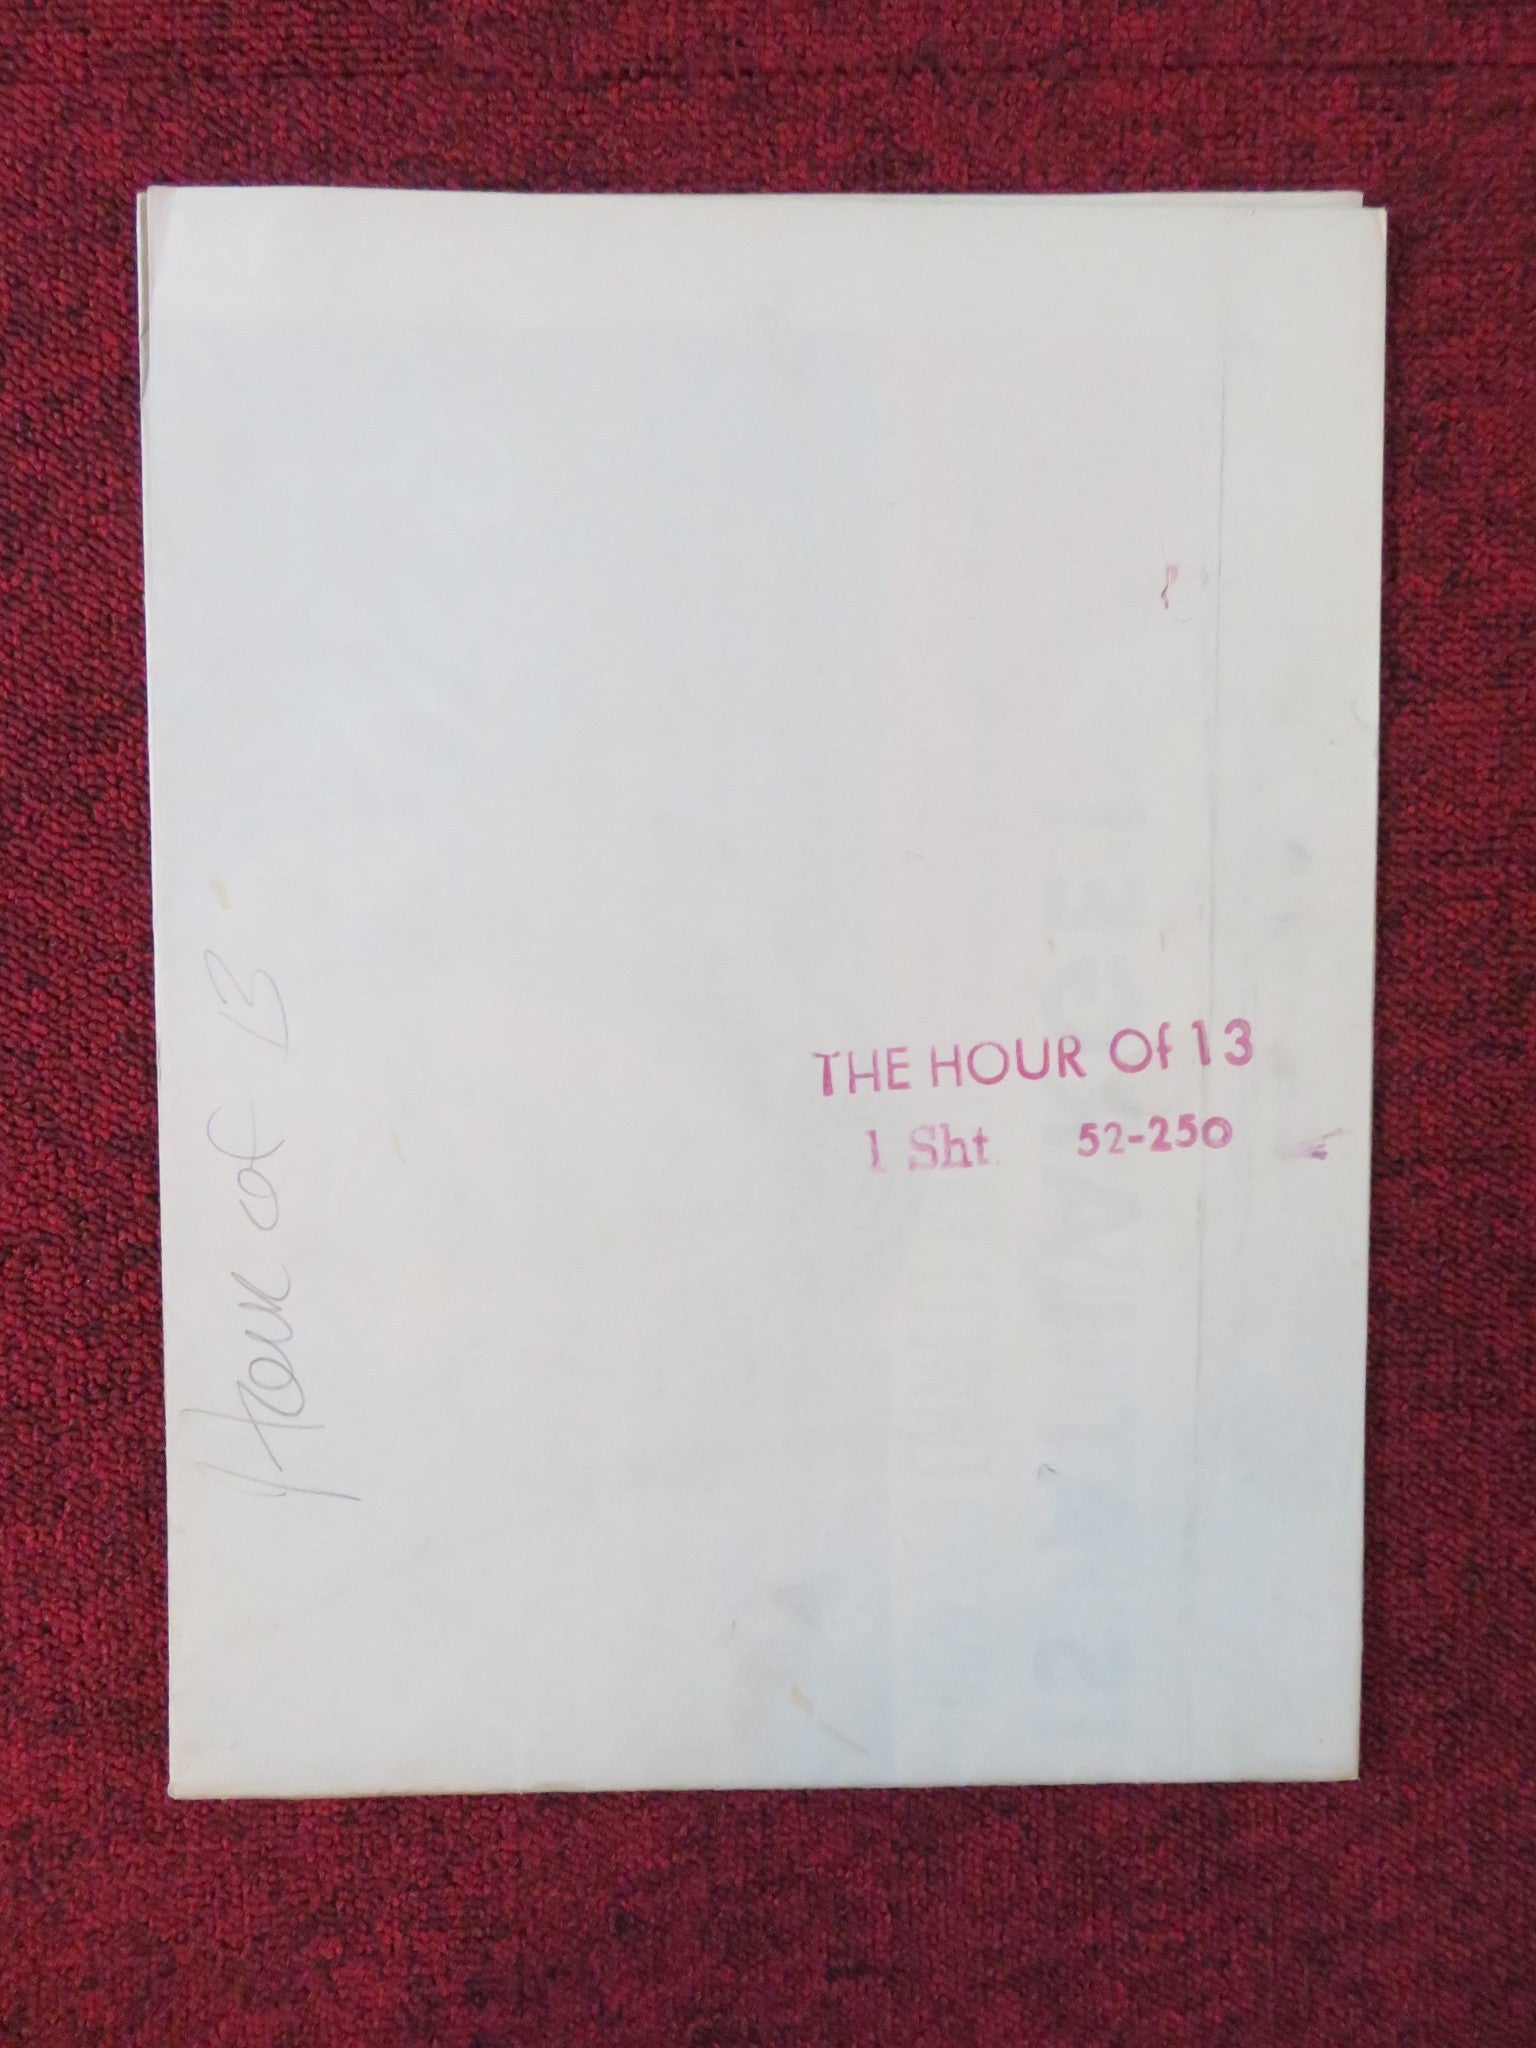 THE HOUR Of 13
1 Sht. 52-250
Hour of 13